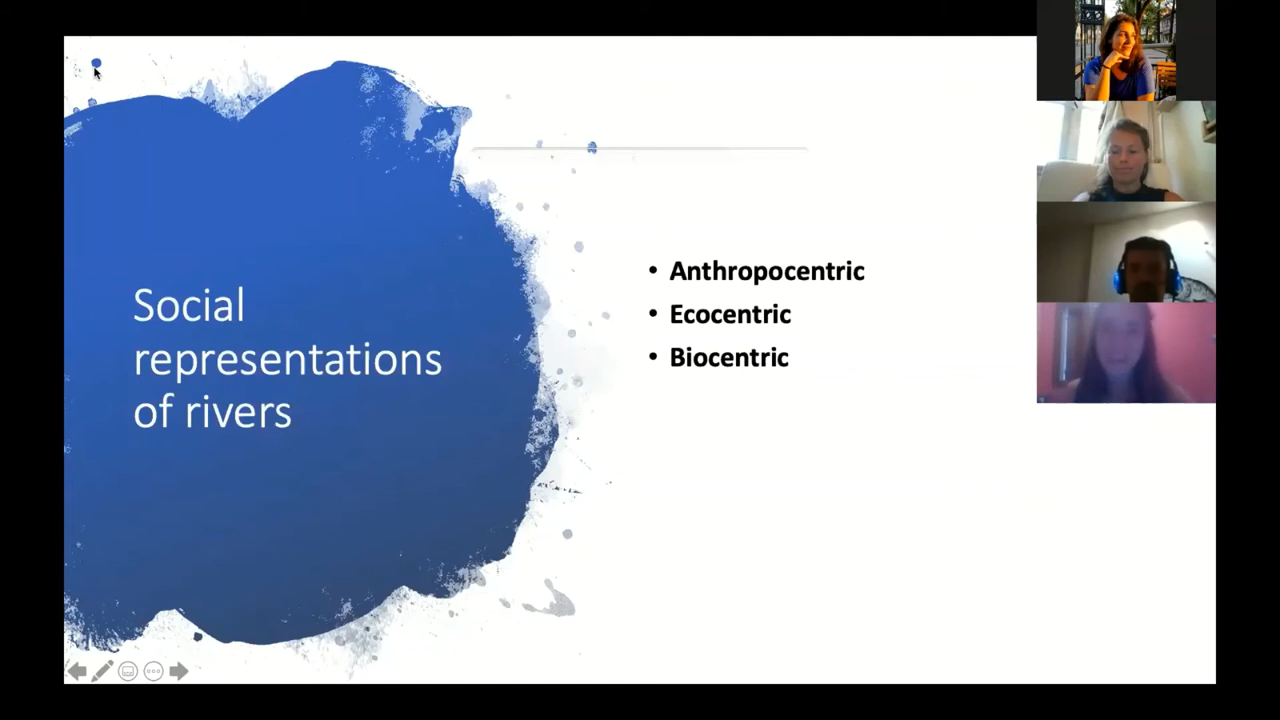 Social
representations
of rivers
• Anthropocentric
• Ecocentric
• Biocentric